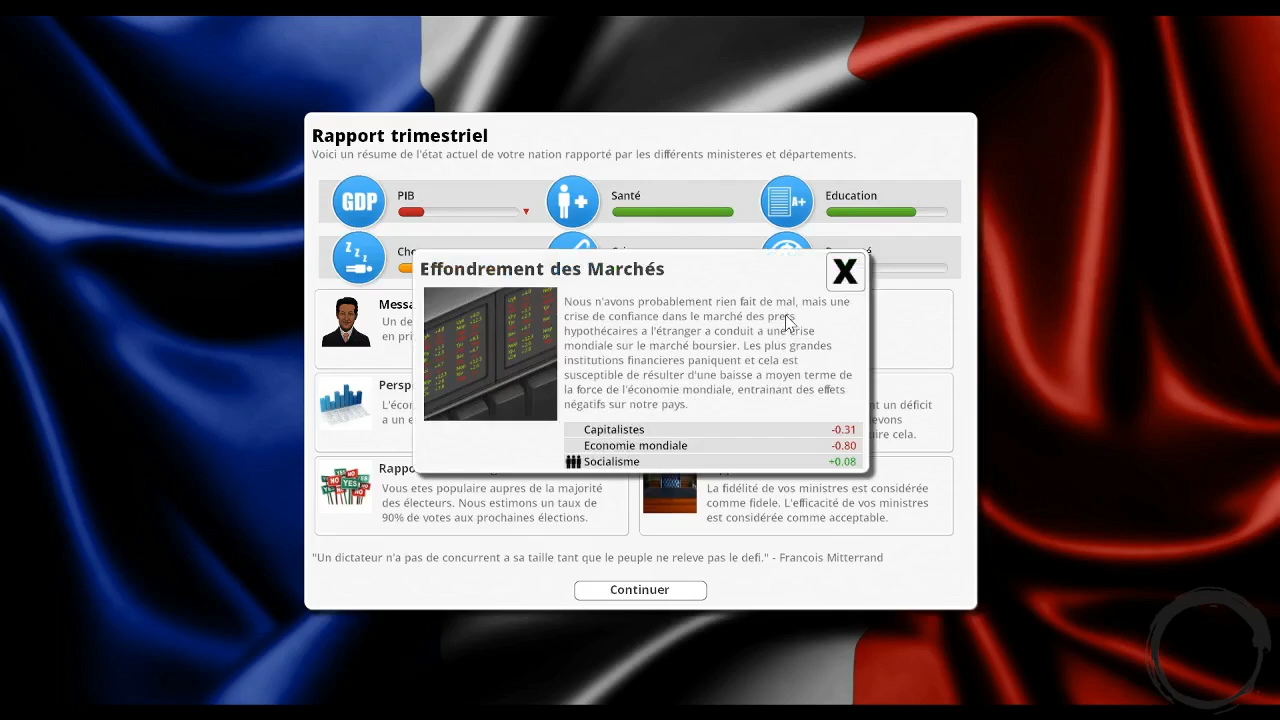 Rapport trimestriel
Voici un résume de l'état actuel de votre nation rapporté par les différents ministeres et départements.
GDP
PIB
Santé
A+
Education
z z z
Effondrement des Marchés
X
Nous n'avons probablement rien fait de mal, mais une
crise de confiance dans le marché des prets
hypothécaires a l'étranger a conduit a une crise
mondiale sur le marché boursier. Les plus grandes
institutions financieres paniquent et cela est
susceptible de résulter d'une baisse a moyen terme de
la force de l'économie mondiale, entrainant des effets
négatifs sur notre pays.
Capitalistes -0.31
Economie mondiale -0.80
Socialisme +0.08
Messa
Un de
en pri
Persp
L'écor
a un e
nt un déficit
evons
uire cela.
Rappo
Vous etes populaire aupres de la majorité
des électeurs. Nous estimons un taux de
90% de votes aux prochaines élections.
La fidélité de vos ministres est considérée
comme fidele. L'efficacité de vos ministres
est considérée comme acceptable.
"Un dictateur n'a pas de concurrent a sa taille tant que le peuple ne releve pas le defi." - Francois Mitterrand
Continuer